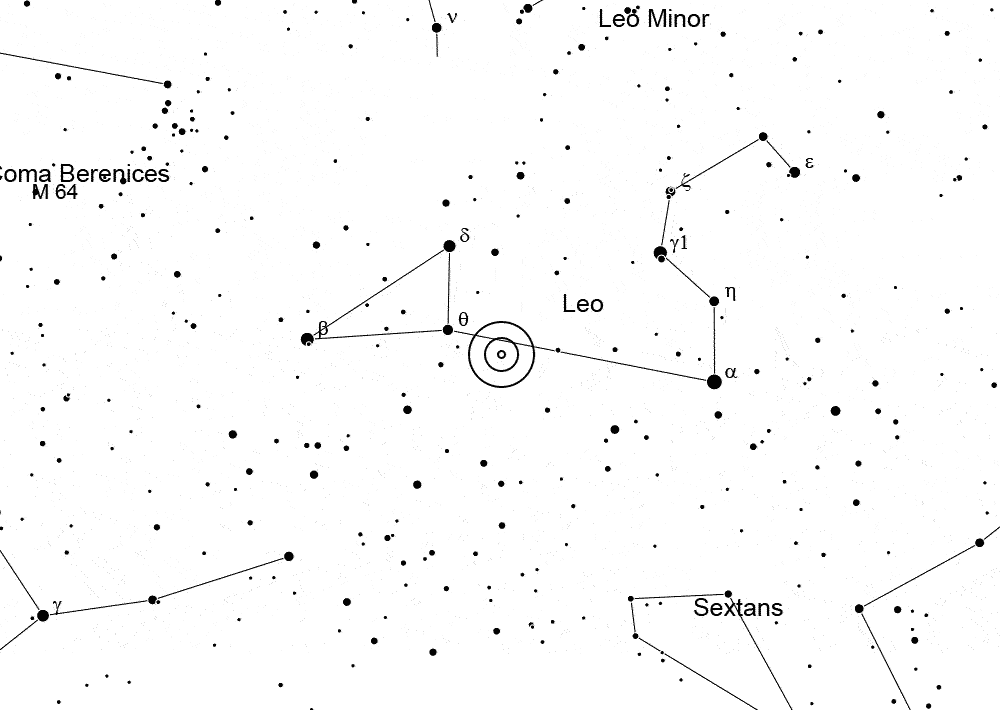 ν
Leo Minor
ε
Coma Berenices
ζ
M 64
δ
γ1
η
Leo
β
θ
α
γ
Sextans